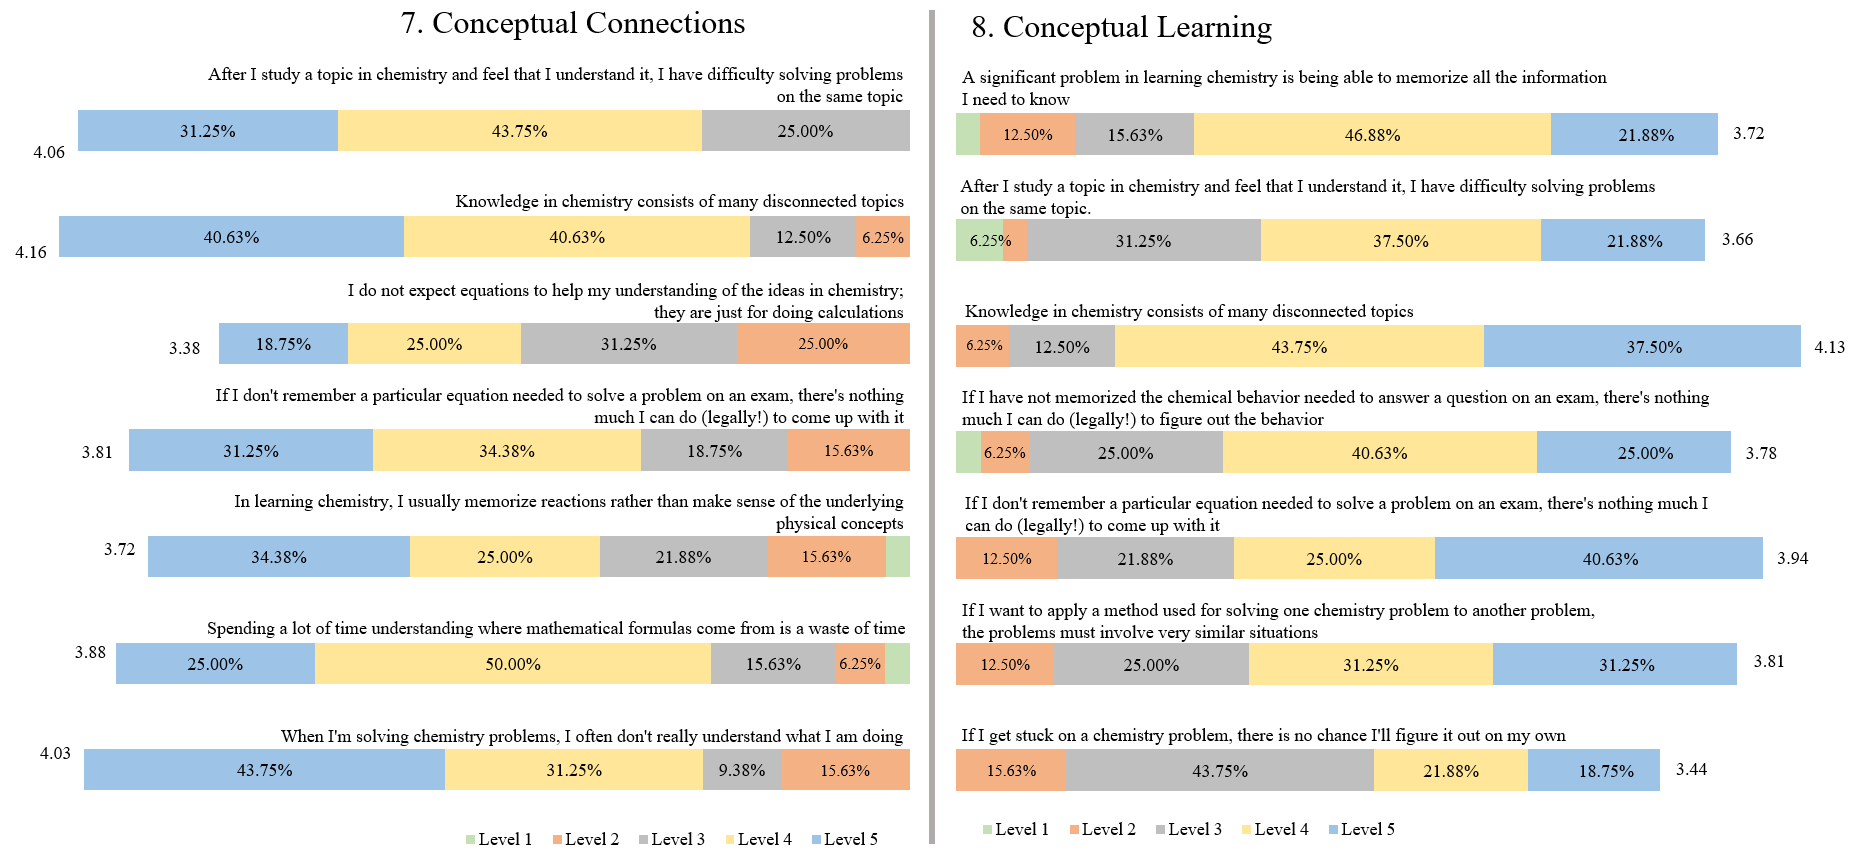 7. Conceptual Connections
After I study a topic in chemistry and feel that I understand it, I have difficulty solving problems
on the same topic
31.25% 43.75% 25.00%
4.06
Knowledge in chemistry consists of many disconnected topics
40.63% 40.63% 12.50% 6.25%
4.16
I do not expect equations to help my understanding of the ideas in chemistry;
they are just for doing calculations
3.38 18.75% 25.00% 31.25% 25.00%
If I don't remember a particular equation needed to solve a problem on an exam, there's nothing
much I can do (legally!) to come up with it
3.81 31.25% 34.38% 18.75% 15.63%
In learning chemistry, I usually memorize reactions rather than make sense of the underlying
physical concepts
3.72 34.38% 25.00% 21.88% 15.63%
Spending a lot of time understanding where mathematical formulas come from is a waste of time
3.88 25.00% 50.00% 15.63% 6.25%
When I'm solving chemistry problems, I often don't really understand what I am doing
4.03
43.75% 31.25% 9.38% 15.63%
Level 1 Level 2 Level 3 Level 4 Level 5
8. Conceptual Learning
A significant problem in learning chemistry is being able to memorize all the information
I need to know
12.50% 15.63% 46.88% 21.88% 3.72
After I study a topic in chemistry and feel that I understand it, I have difficulty solving problems
on the same topic.
6.25% 31.25% 37.50% 21.88% 3.66
Knowledge in chemistry consists of many disconnected topics
6.25% 12.50% 43.75% 37.50% 4.13
If I have not memorized the chemical behavior needed to answer a question on an exam, there's nothing
much I can do (legally!) to figure out the behavior
6.25% 25.00% 40.63% 25.00% 3.78
If I don't remember a particular equation needed to solve a problem on an exam, there's nothing much I
can do (legally!) to come up with it
12.50% 21.88% 25.00% 40.63% 3.94
If I want to apply a method used for solving one chemistry problem to another problem,
the problems must involve very similar situations
12.50% 25.00% 31.25% 31.25% 3.81
If I get stuck on a chemistry problem, there is no chance I'll figure it out on my own
15.63% 43.75% 21.88% 18.75% 3.44
Level 1 Level 2 Level 3 Level 4 Level 5